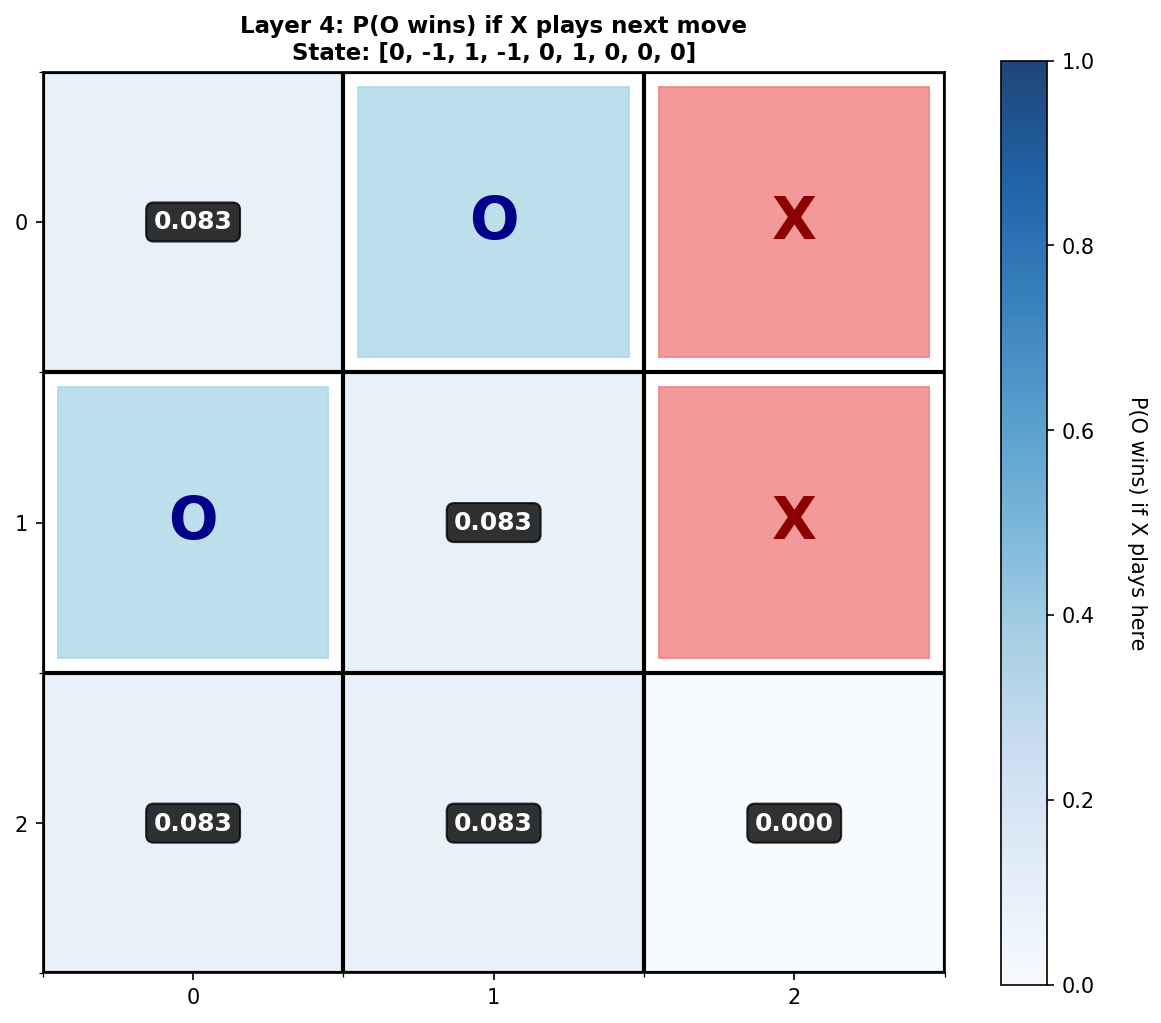 Layer 4: P(O wins) if X plays next move
State: [0, -1, 1, -1, 0, 1, 0, 0, 0]
0
0.083
O
X
1
O
0.083
X
2
0.083
0.083
0.000
0
1
2
1.0
0.8
0.6
0.4
0.2
0.0
P(O wins) if X plays here